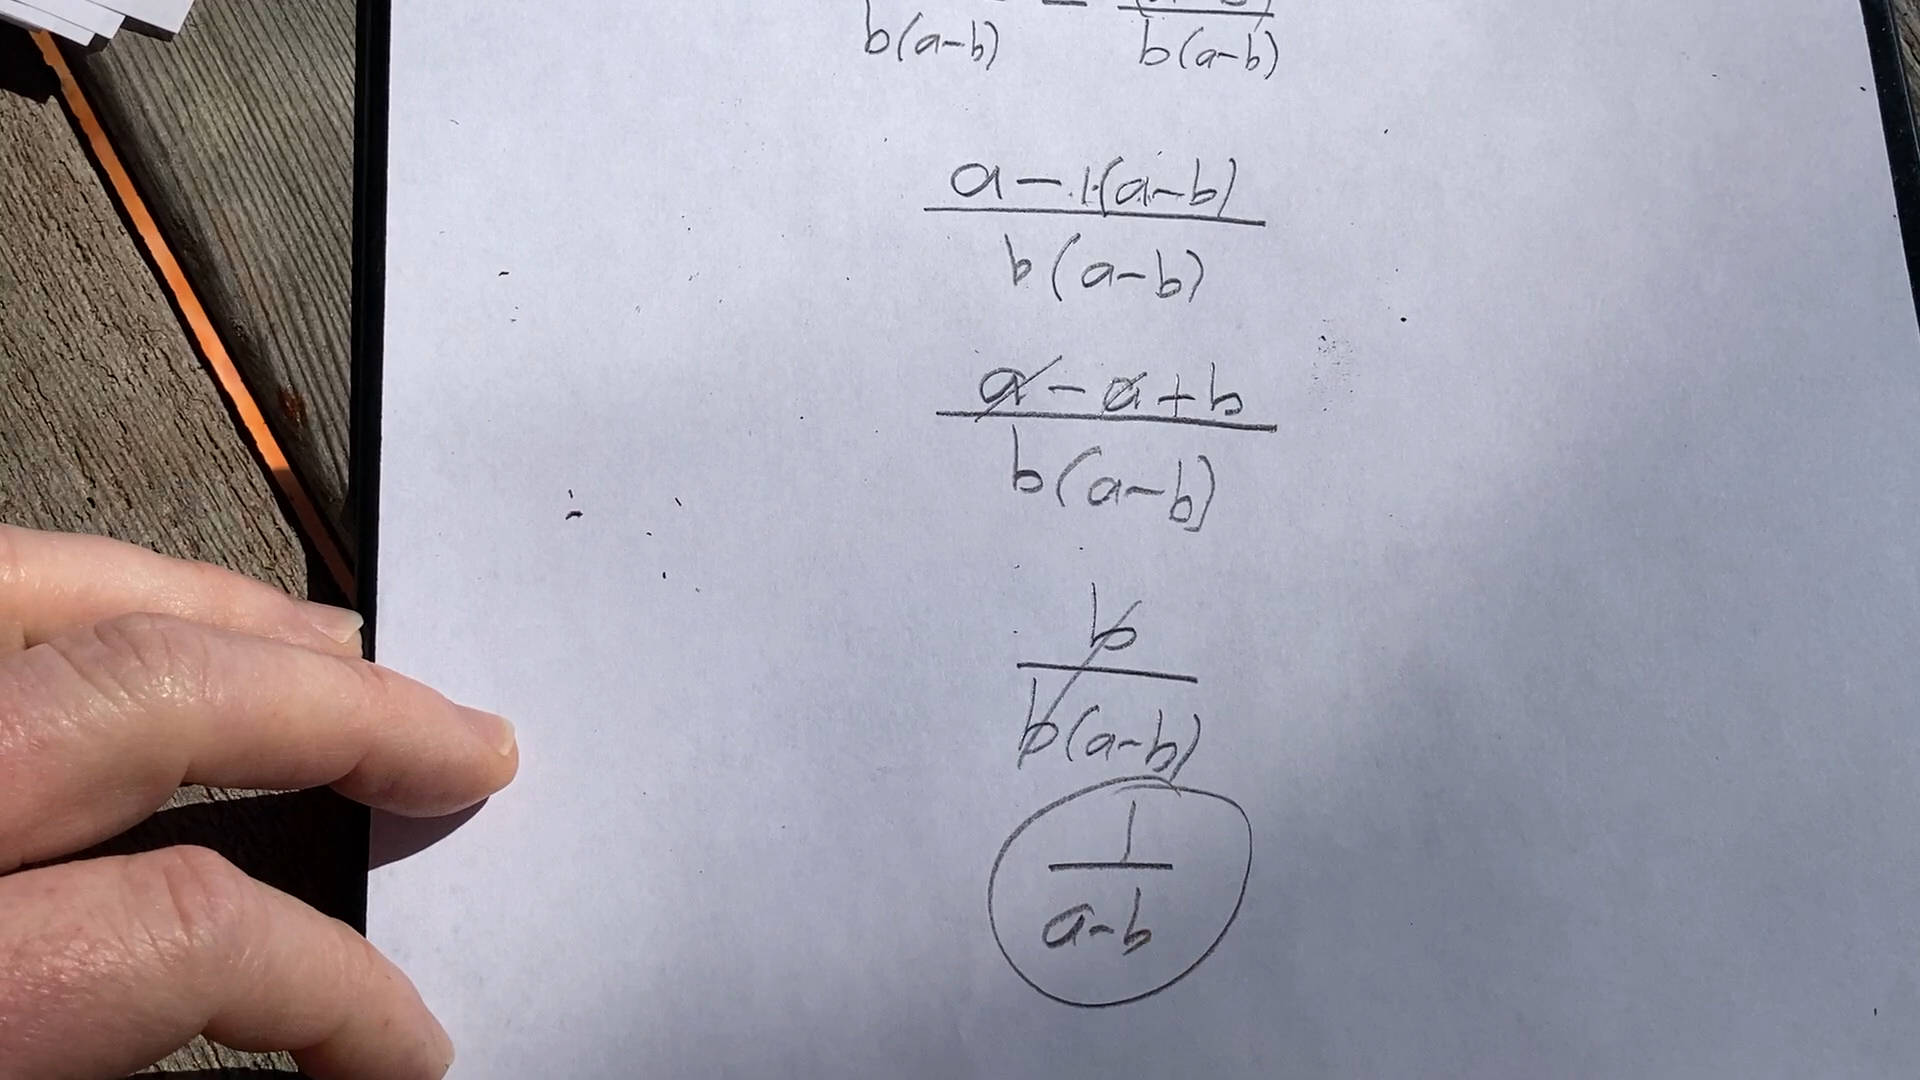 b(a-b) - b(a-b)
a - 1(a-b)
b(a-b)
a - a + b
b(a-b)
b
b(a-b)
1
a-b